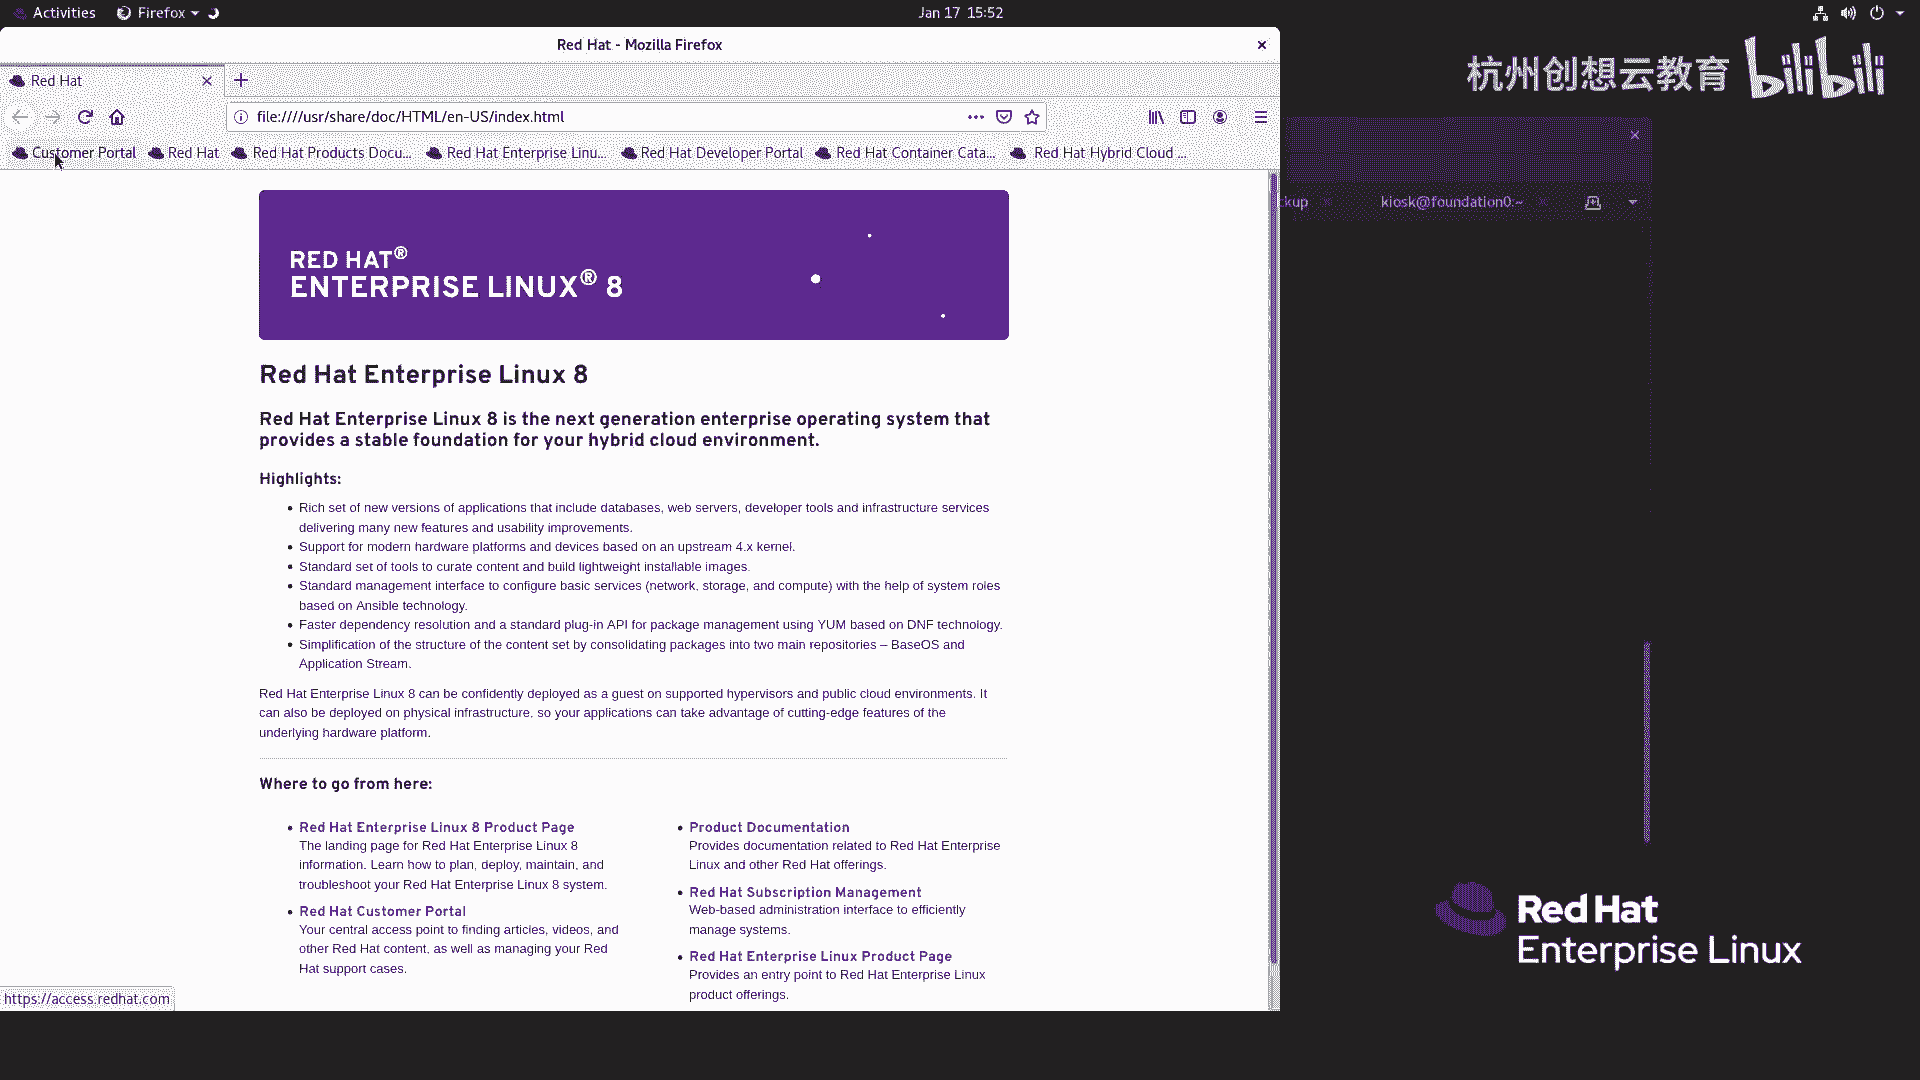 Activities
Firefox
Jan 17 15:52
Red Hat - Mozilla Firefox
Red Hat
file:////usr/share/doc/HTML/en-US/index.html
Customer Portal
Red Hat
Red Hat Products Docu...
Red Hat Enterprise Linu...
Red Hat Developer Portal
Red Hat Container Cata...
Red Hat Hybrid Cloud ...
杭州创想云教育 bilibili
ckup
kiosk@foundation0:~
RED HAT®
ENTERPRISE LINUX® 8
Red Hat Enterprise Linux 8
Red Hat Enterprise Linux 8 is the next generation enterprise operating system that
provides a stable foundation for your hybrid cloud environment.
Highlights:
• Rich set of new versions of applications that include databases, web servers, developer tools and infrastructure services
delivering many new features and usability improvements.
• Support for modern hardware platforms and devices based on an upstream 4.x kernel.
• Standard set of tools to curate content and build lightweight installable images.
• Standard management interface to configure basic services (network, storage, and compute) with the help of system roles
based on Ansible technology.
• Faster dependency resolution and a standard plug-in API for package management using YUM based on DNF technology.
• Simplification of the structure of the content set by consolidating packages into two main repositories – BaseOS and
Application Stream.
Red Hat Enterprise Linux 8 can be confidently deployed as a guest on supported hypervisors and public cloud environments. It
can also be deployed on physical infrastructure, so your applications can take advantage of cutting-edge features of the
underlying hardware platform.
Where to go from here:
• Red Hat Enterprise Linux 8 Product Page
The landing page for Red Hat Enterprise Linux 8
information. Learn how to plan, deploy, maintain, and
troubleshoot your Red Hat Enterprise Linux 8 system.
• Red Hat Customer Portal
Your central access point to finding articles, videos, and
other Red Hat content, as well as managing your Red
Hat support cases.
• Product Documentation
Provides documentation related to Red Hat Enterprise
Linux and other Red Hat offerings.
• Red Hat Subscription Management
Web-based administration interface to efficiently
manage systems.
• Red Hat Enterprise Linux Product Page
Provides an entry point to Red Hat Enterprise Linux
product offerings.
https://access.redhat.com
Red Hat
Enterprise Linux